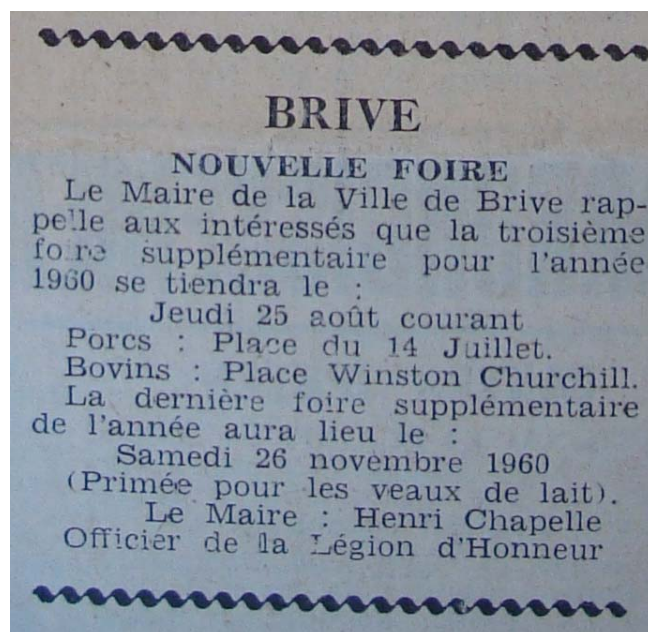 BRIVE
NOUVELLE FOIRE
Le Maire de la Ville de Brive rap-
pelle aux intéressés que la troisième
foire supplémentaire pour l'année
1960 se tiendra le :
Jeudi 25 août courant
Porcs : Place du 14 Juillet.
Bovins : Place Winston Churchill.
La dernière foire supplémentaire
de l'année aura lieu le :
Samedi 26 novembre 1960
(Primée pour les veaux de lait).
Le Maire : Henri Chapelle
Officier de la Légion d'Honneur